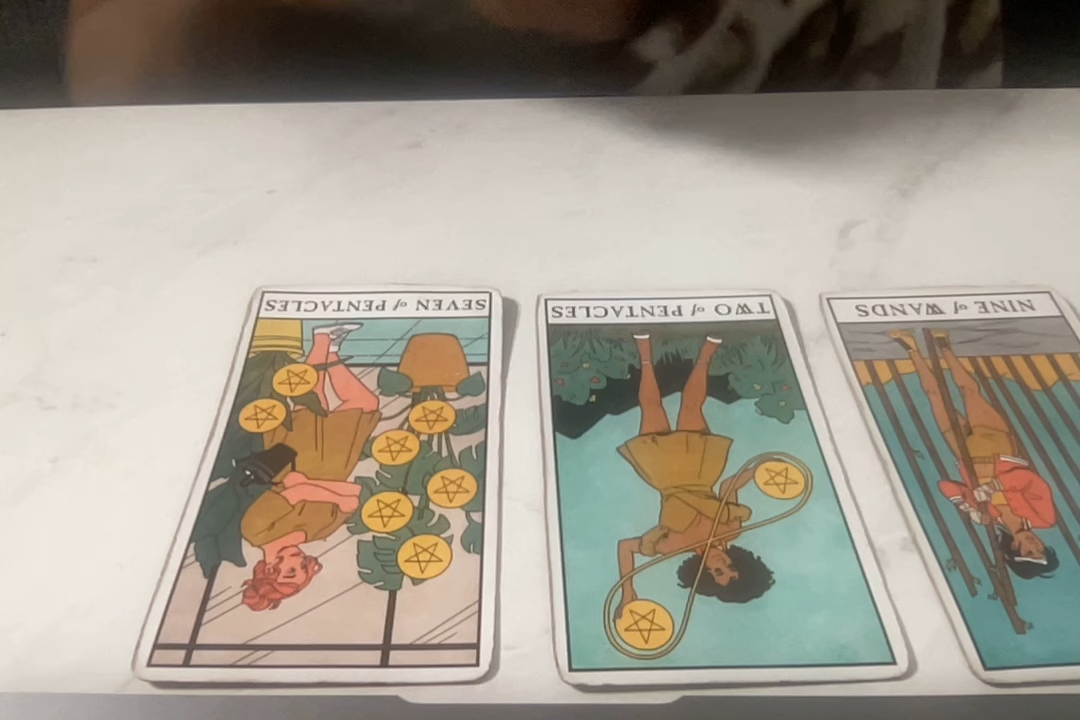 SEVEN of PENTACLES
TWO of PENTACLES
NINE of WANDS